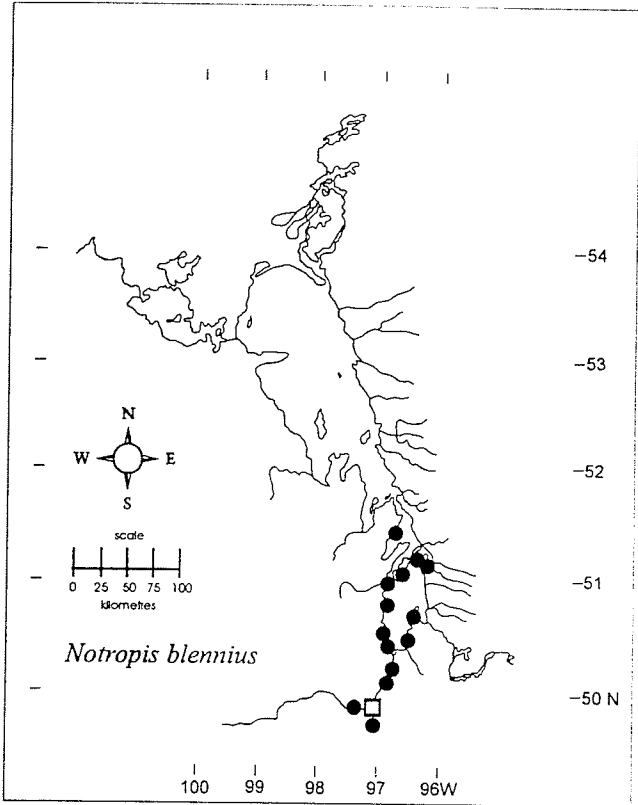 –54
–53
N
W E
S
–52
scale
0 25 50 75 100
kilometres
–51
Notropis blennius
–50 N
100 99 98 97 96W